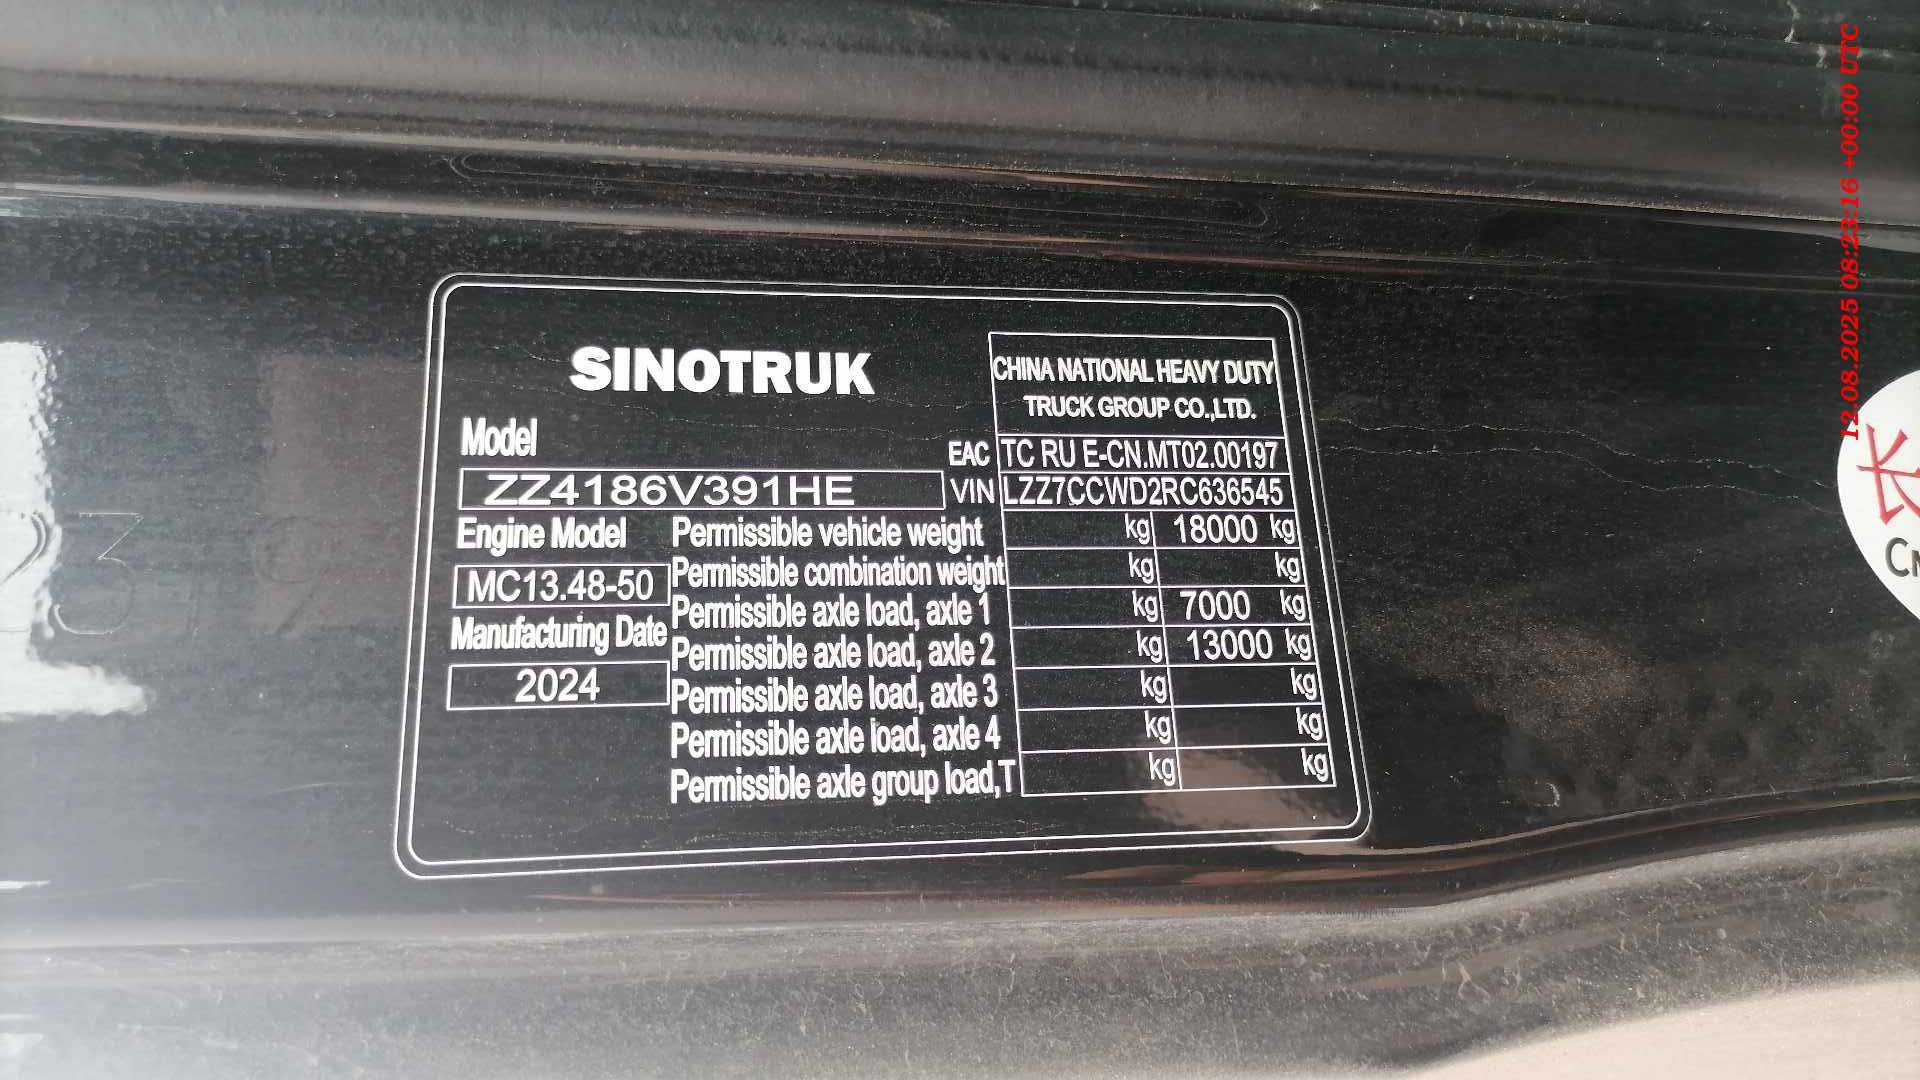 SINOTRUK
CHINA NATIONAL HEAVY DUTY
TRUCK GROUP CO.,LTD.
Model
EAC TC RU E-CN.MT02.00197
ZZ4186V391HE
VIN LZZ7CCWD2RC636545
Engine Model
Permissible vehicle weight kg 18000 kg
Permissible combination weight kg kg
MC13.48-50
Permissible axle load, axle 1 kg 7000 kg
Manufacturing Date
Permissible axle load, axle 2 kg 13000 kg
2024
Permissible axle load, axle 3 kg kg
Permissible axle load, axle 4 kg kg
Permissible axle group load,T kg kg
12.08.2025 08:23:16 +00:00 UTC
长